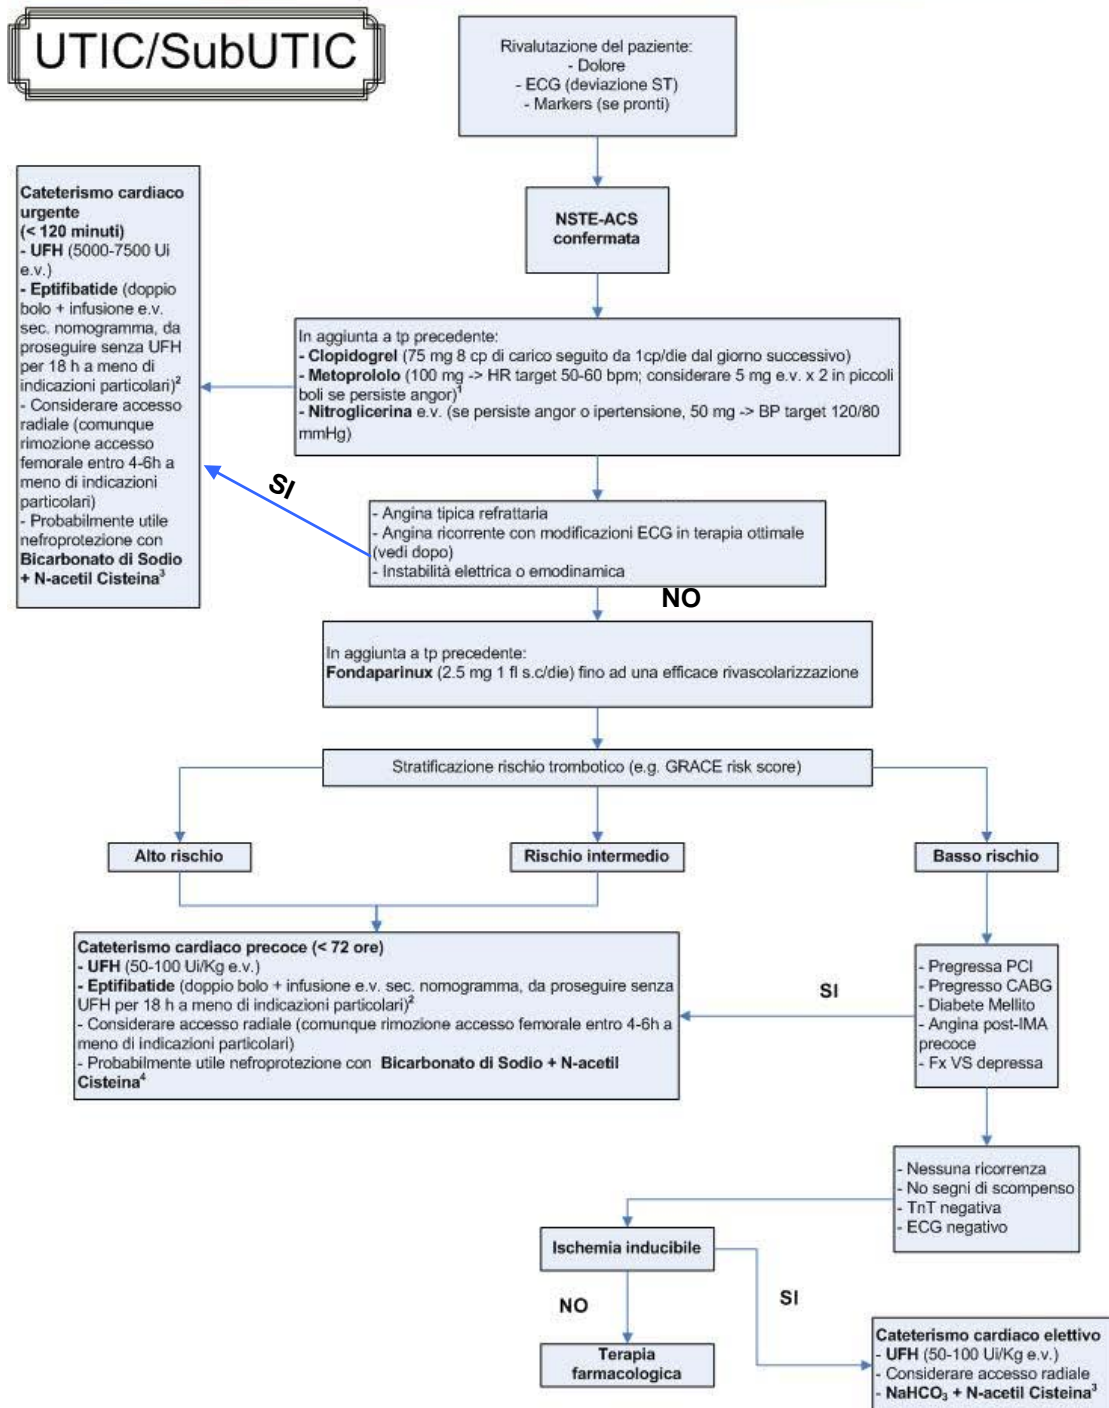 UTIC/SubUTIC
Rivalutazione del paziente:
- Dolore
- ECG (deviazione ST)
- Markers (se pronti)
NSTE-ACS
confermata
Cateterismo cardiaco
urgente
(< 120 minuti)
- UFH (5000-7500 Ui
e.v.)
- Eptifibatide (doppio
bolo + infusione e.v.
sec. nomogramma, da
proseguire senza UFH
per 18 h a meno di
indicazioni particolari)²
- Considerare accesso
radiale (comunque
rimozione accesso
femorale entro 4-6h a
meno di indicazioni
particolari)
- Probabilmente utile
nefroprotezione con
Bicarbonato di Sodio
+ N-acetil Cisteina³
In aggiunta a tp precedente:
- Clopidogrel (75 mg 8 cp di carico seguito da 1cp/die dal giorno successivo)
- Metoprololo (100 mg -> HR target 50-60 bpm; considerare 5 mg e.v. x 2 in piccoli
boli se persiste angor)¹
- Nitroglicerina e.v. (se persiste angor o ipertensione, 50 mg -> BP target 120/80
mmHg)
SI
- Angina tipica refrattaria
- Angina ricorrente con modificazioni ECG in terapia ottimale
(vedi dopo)
- Instabilità elettrica o emodinamica
NO
In aggiunta a tp precedente:
Fondaparinux (2.5 mg 1 fl s.c/die) fino ad una efficace rivascolarizzazione
Stratificazione rischio trombotico (e.g. GRACE risk score)
Alto rischio
Rischio intermedio
Basso rischio
Cateterismo cardiaco precoce (< 72 ore)
- UFH (50-100 Ui/Kg e.v.)
- Eptifibatide (doppio bolo + infusione e.v. sec. nomogramma, da proseguire senza
UFH per 18 h a meno di indicazioni particolari)²
- Considerare accesso radiale (comunque rimozione accesso femorale entro 4-6h a
meno di indicazioni particolari)
- Probabilmente utile nefroprotezione con Bicarbonato di Sodio + N-acetil
Cisteina⁴
SI
- Pregressa PCI
- Pregresso CABG
- Diabete Mellito
- Angina post-IMA
precoce
- Fx VS depressa
- Nessuna ricorrenza
- No segni di scompenso
- TnT negativa
- ECG negativo
Ischemia inducibile
NO
SI
Terapia
farmacologica
Cateterismo cardiaco elettivo
- UFH (50-100 Ui/Kg e.v.)
- Considerare accesso radiale
- NaHCO₃ + N-acetil Cisteina³